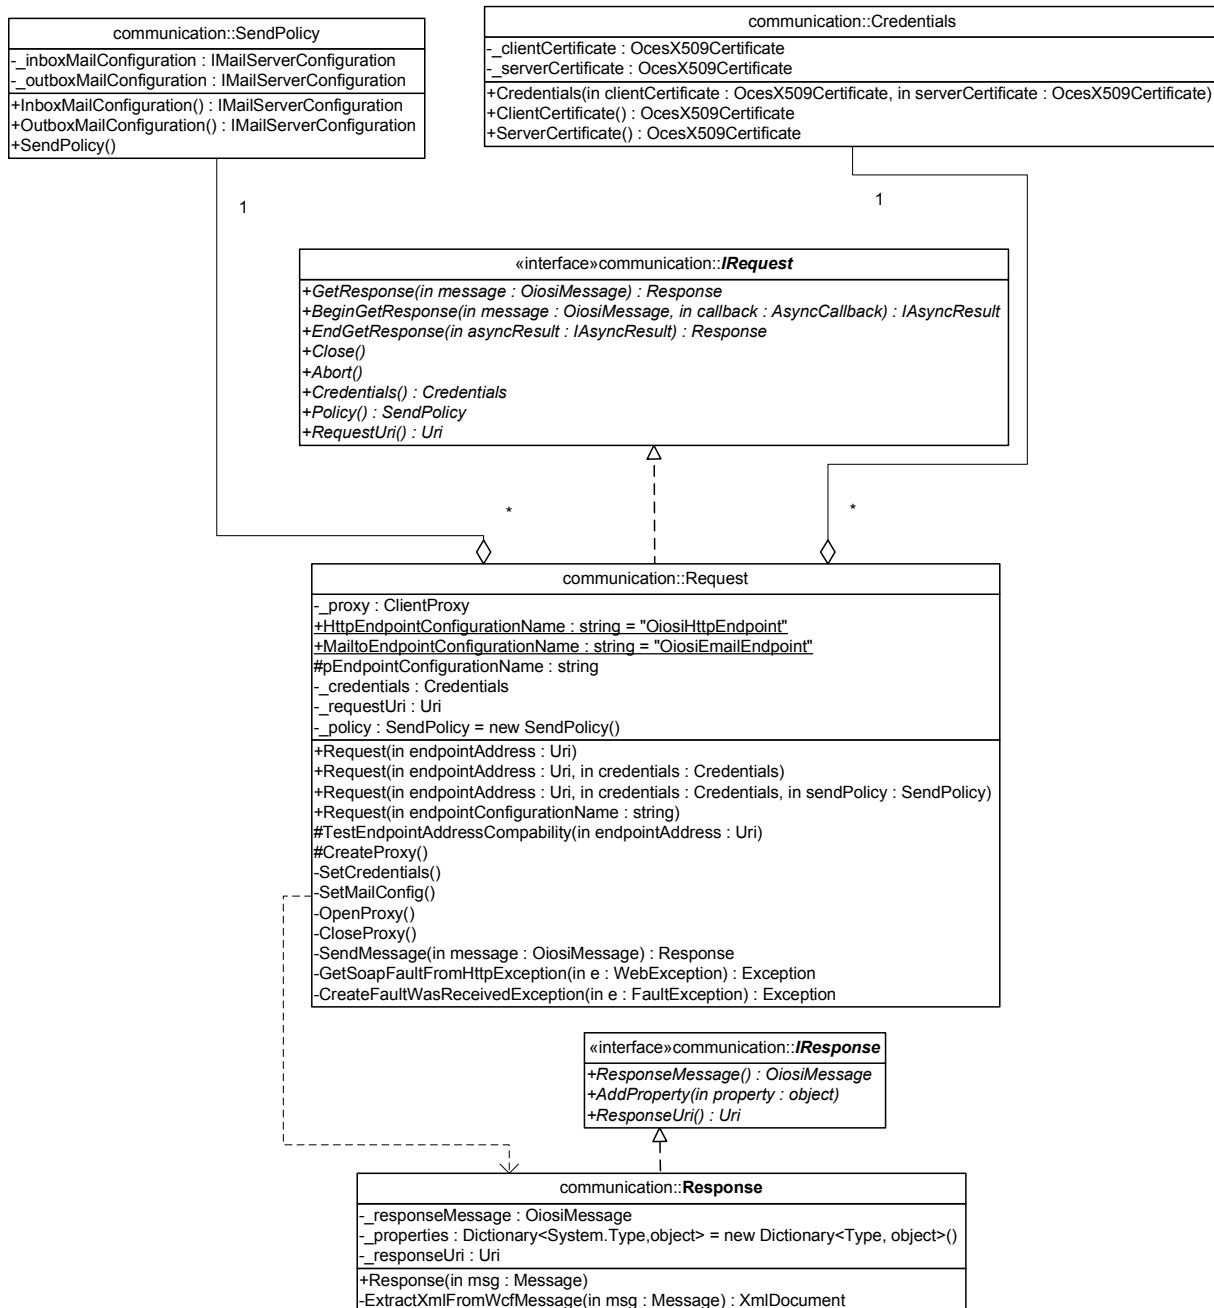 communication::SendPolicy
-_inboxMailConfiguration : IMailServerConfiguration
-_outboxMailConfiguration : IMailServerConfiguration
+InboxMailConfiguration() : IMailServerConfiguration
+OutboxMailConfiguration() : IMailServerConfiguration
+SendPolicy()
communication::Credentials
-_clientCertificate : OcesX509Certificate
-_serverCertificate : OcesX509Certificate
+Credentials(in clientCertificate : OcesX509Certificate, in serverCertificate : OcesX509Certificate)
+ClientCertificate() : OcesX509Certificate
+ServerCertificate() : OcesX509Certificate
1
1
«interface»communication::IRequest
+GetResponse(in message : OiosiMessage) : Response
+BeginGetResponse(in message : OiosiMessage, in callback : AsyncCallback) : IAsyncResult
+EndGetResponse(in asyncResult : IAsyncResult) : Response
+Close()
+Abort()
+Credentials() : Credentials
+Policy() : SendPolicy
+RequestUri() : Uri
*
*
communication::Request
-_proxy : ClientProxy
+HttpEndpointConfigurationName : string = "OiosiHttpEndpoint"
+MailtoEndpointConfigurationName : string = "OiosiEmailEndpoint"
#pEndpointConfigurationName : string
-_credentials : Credentials
-_requestUri : Uri
-_policy : SendPolicy = new SendPolicy()
+Request(in endpointAddress : Uri)
+Request(in endpointAddress : Uri, in credentials : Credentials)
+Request(in endpointAddress : Uri, in credentials : Credentials, in sendPolicy : SendPolicy)
+Request(in endpointConfigurationName : string)
#TestEndpointAddressCompability(in endpointAddress : Uri)
#CreateProxy()
-SetCredentials()
-SetMailConfig()
-OpenProxy()
-CloseProxy()
-SendMessage(in message : OiosiMessage) : Response
-GetSoapFaultFromHttpException(in e : WebException) : Exception
-CreateFaultWasReceivedException(in e : FaultException) : Exception
«interface»communication::IResponse
+ResponseMessage() : OiosiMessage
+AddProperty(in property : object)
+ResponseUri() : Uri
communication::Response
-_responseMessage : OiosiMessage
-_properties : Dictionary<System.Type,object> = new Dictionary<Type, object>()
-_responseUri : Uri
+Response(in msg : Message)
-ExtractXmlFromWcfMessage(in msg : Message) : XmlDocument